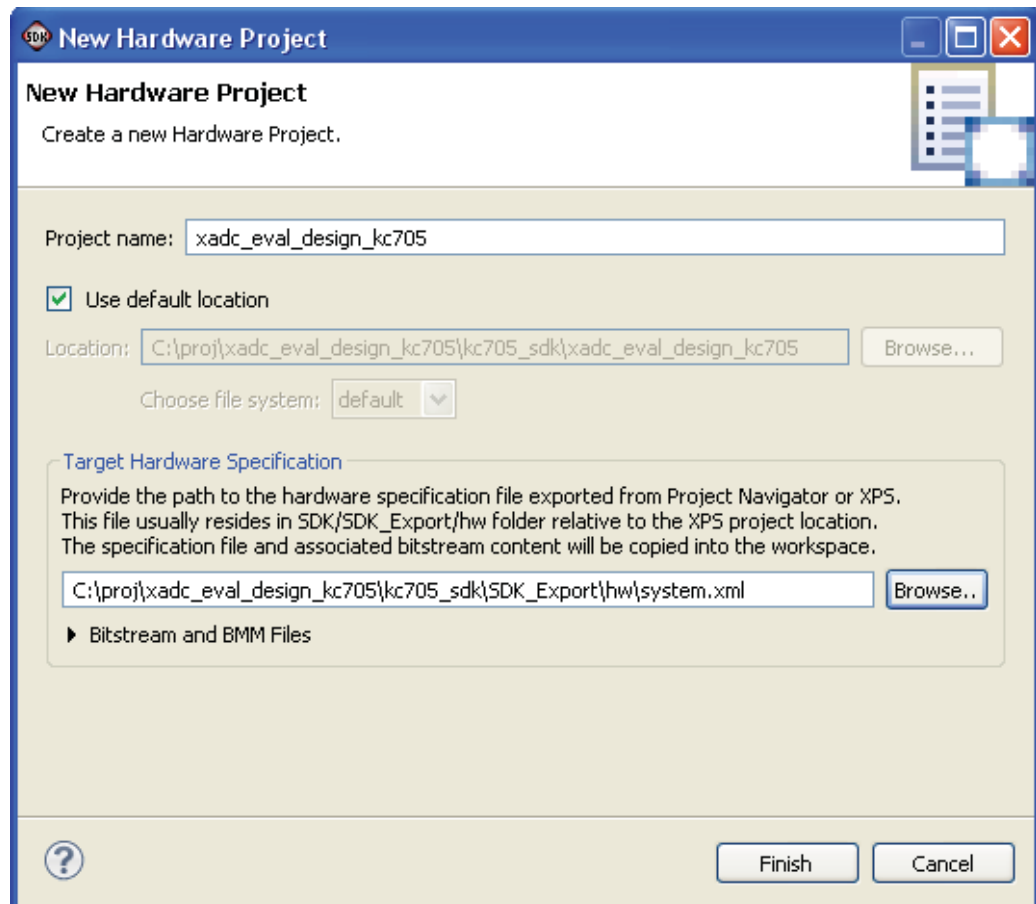 SDK New Hardware Project
New Hardware Project
Create a new Hardware Project.
Project name: xadc_eval_design_kc705
Use default location
Location: C:\proj\xadc_eval_design_kc705\kc705_sdk\xadc_eval_design_kc705 Browse...
Choose file system: default
Target Hardware Specification
Provide the path to the hardware specification file exported from Project Navigator or XPS.
This file usually resides in SDK/SDK_Export/hw folder relative to the XPS project location.
The specification file and associated bitstream content will be copied into the workspace.
C:\proj\xadc_eval_design_kc705\kc705_sdk\SDK_Export\hw\system.xml Browse..
Bitstream and BMM Files
? Finish Cancel